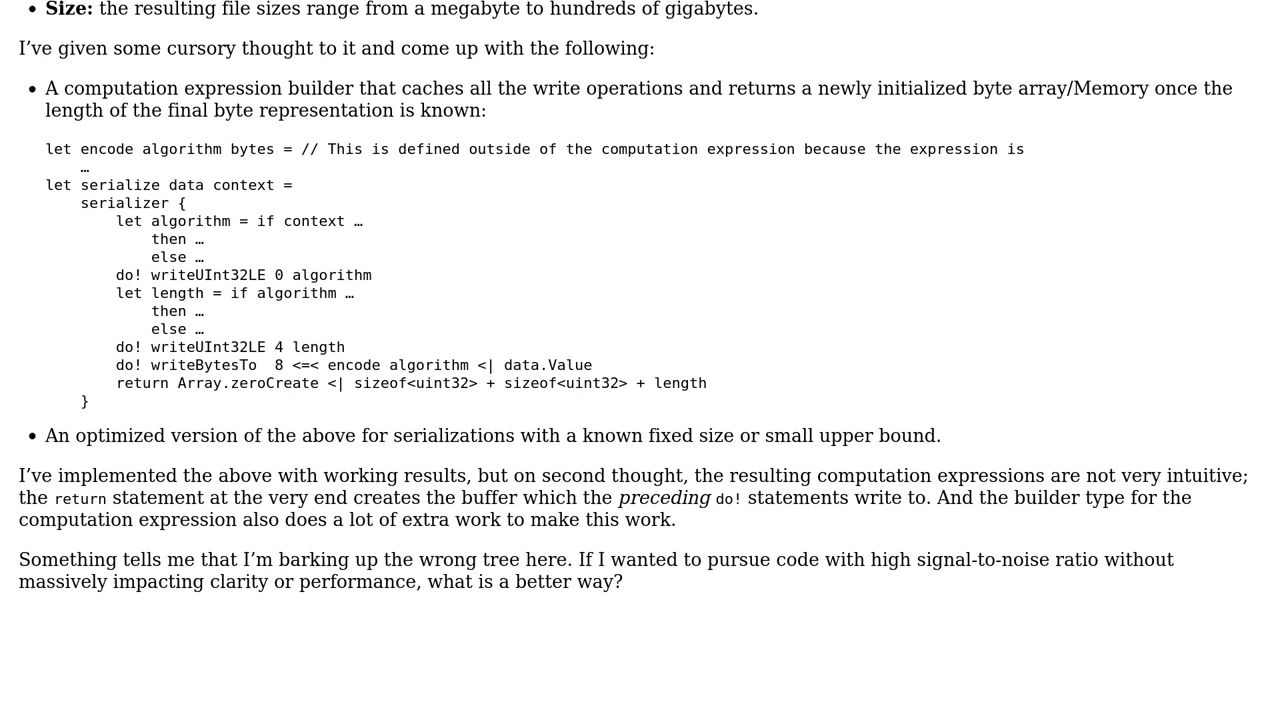 • Size: the resulting file sizes range from a megabyte to hundreds of gigabytes.
I’ve given some cursory thought to it and come up with the following:
• A computation expression builder that caches all the write operations and returns a newly initialized byte array/Memory once the
length of the final byte representation is known:
let encode algorithm bytes = // This is defined outside of the computation expression because the expression is
    …
let serialize data context =
    serializer {
        let algorithm = if context …
            then …
            else …
        do! writeUInt32LE 0 algorithm
        let length = if algorithm …
            then …
            else …
        do! writeUInt32LE 4 length
        do! writeBytesTo  8 <=< encode algorithm <| data.Value
        return Array.zeroCreate <| sizeof<uint32> + sizeof<uint32> + length
    }
• An optimized version of the above for serializations with a known fixed size or small upper bound.
I’ve implemented the above with working results, but on second thought, the resulting computation expressions are not very intuitive;
the return statement at the very end creates the buffer which the preceding do! statements write to. And the builder type for the
computation expression also does a lot of extra work to make this work.
Something tells me that I’m barking up the wrong tree here. If I wanted to pursue code with high signal-to-noise ratio without
massively impacting clarity or performance, what is a better way?